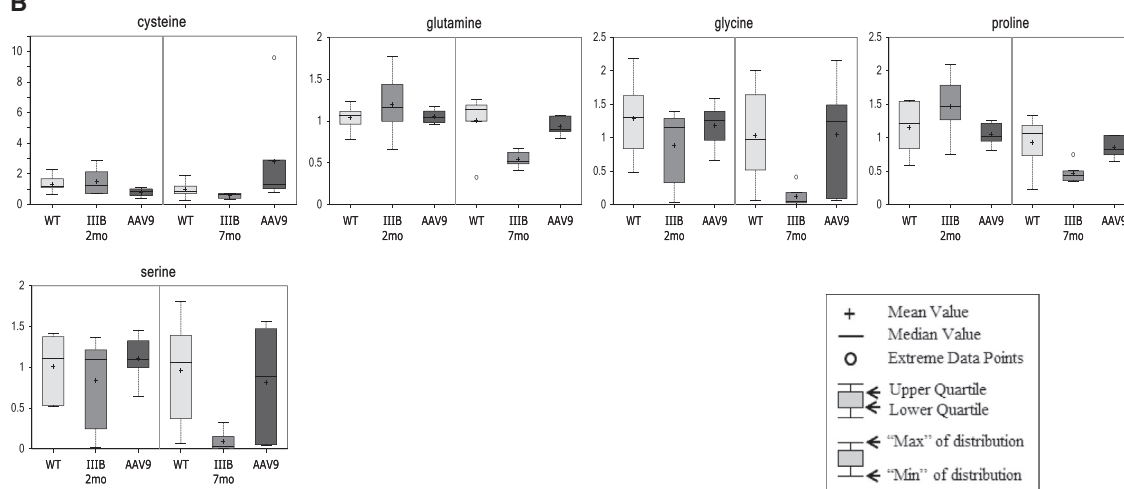 B
cysteine
10
8
6
4
2
0
WT IIIB AAV9 WT IIIB AAV9
2mo 7mo
glutamine
2
1.5
1
0.5
0
WT IIIB AAV9 WT IIIB AAV9
2mo 7mo
glycine
2.5
2
1.5
1
0.5
0
WT IIIB AAV9 WT IIIB AAV9
2mo 7mo
proline
2.5
2
1.5
1
0.5
0
WT IIIB AAV9 WT IIIB AAV9
2mo 7mo
serine
2
1.5
1
0.5
0
WT IIIB AAV9 WT IIIB AAV9
2mo 7mo
+ Mean Value
Median Value
Extreme Data Points
Upper Quartile
Lower Quartile
“Max” of distribution
“Min” of distribution